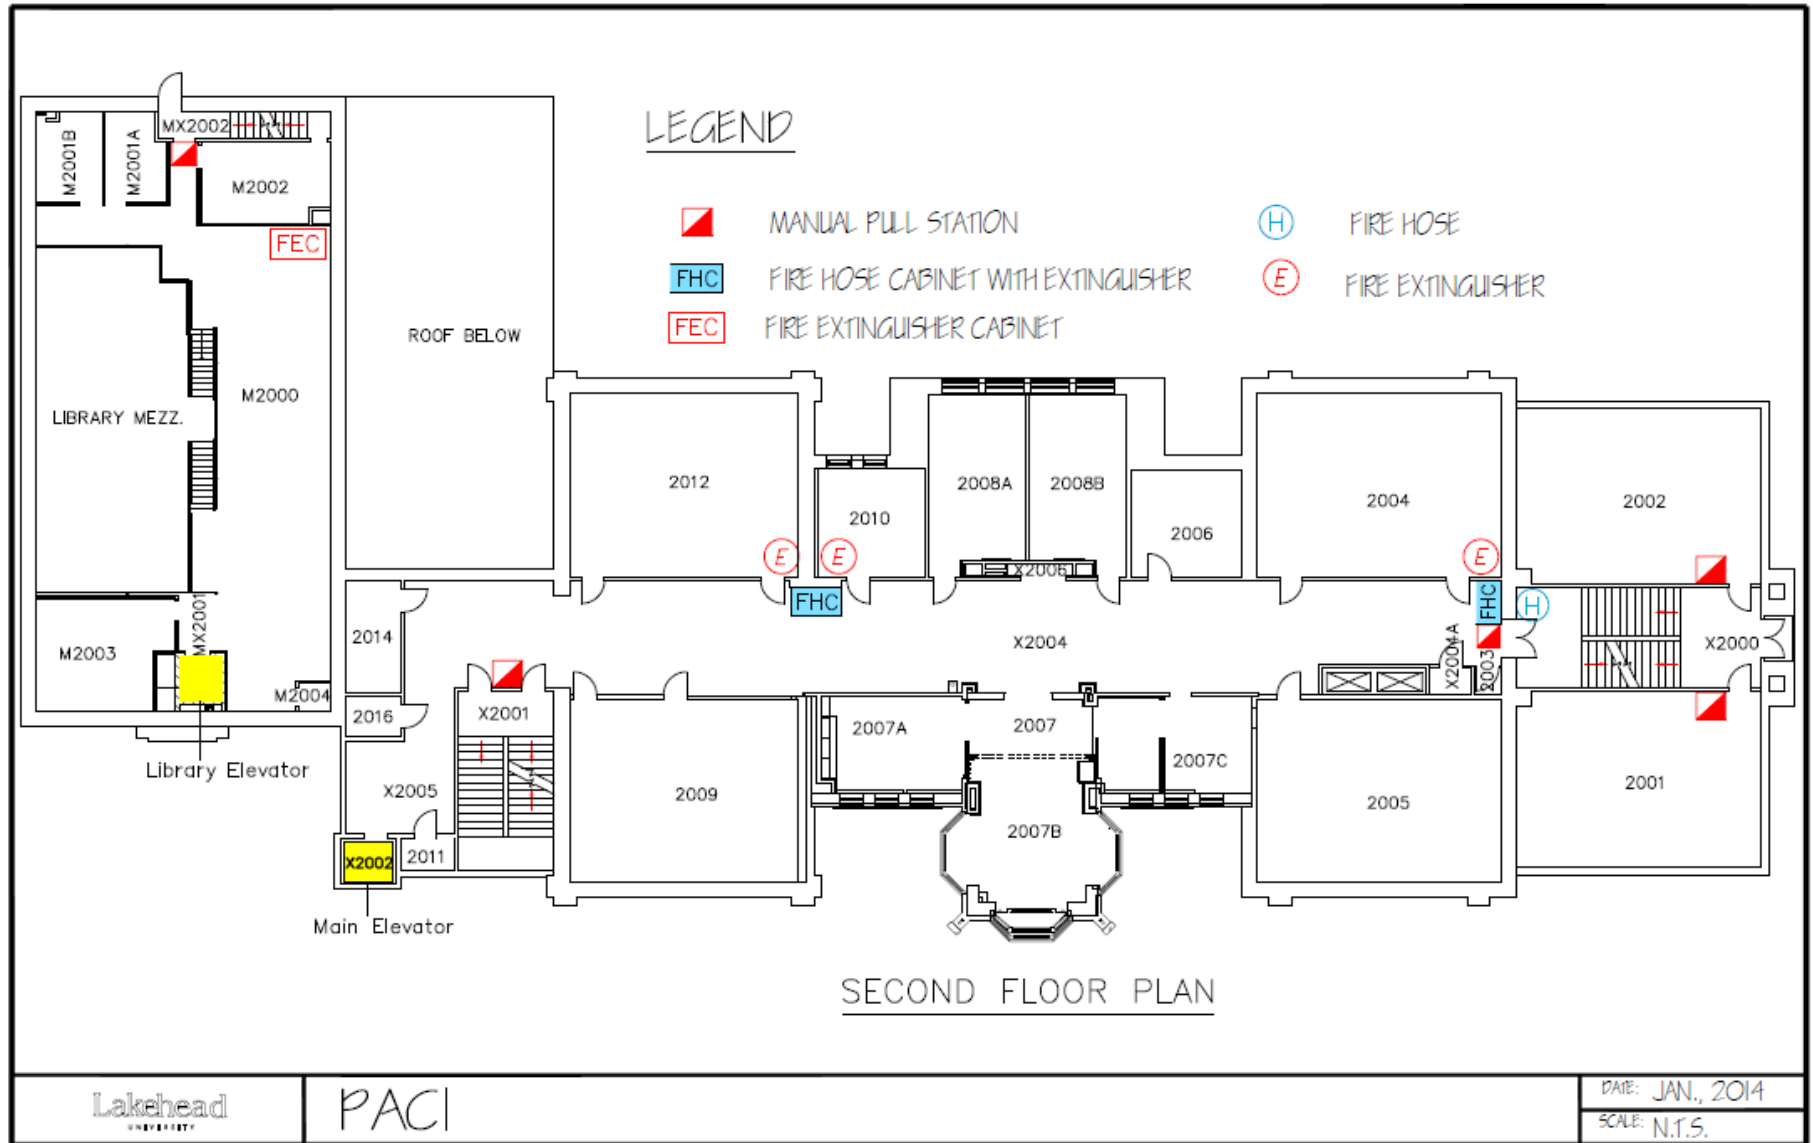 LEGEND
MANUAL PULL STATION
FHC FIRE HOSE CABINET WITH EXTINGUISHER
FEC FIRE EXTINGUISHER CABINET
H FIRE HOSE
E FIRE EXTINGUISHER
MX2002
M2001B
M2001A
M2002
FEC
ROOF BELOW
M2000
LIBRARY MEZZ.
MX2001
M2003
M2004
Library Elevator
2012
2010
2008A
2008B
2006
2004
2002
E
E
E
X2006
FHC
FHC
H
2014
X2004
X2004A
2003
X2000
2016
X2001
2007A
2007
2007C
X2005
2009
2005
2001
2007B
X2002
2011
Main Elevator
SECOND FLOOR PLAN
Lakehead
UNIVERSITY
PACI
DATE: JAN., 2014
SCALE: N.T.S.